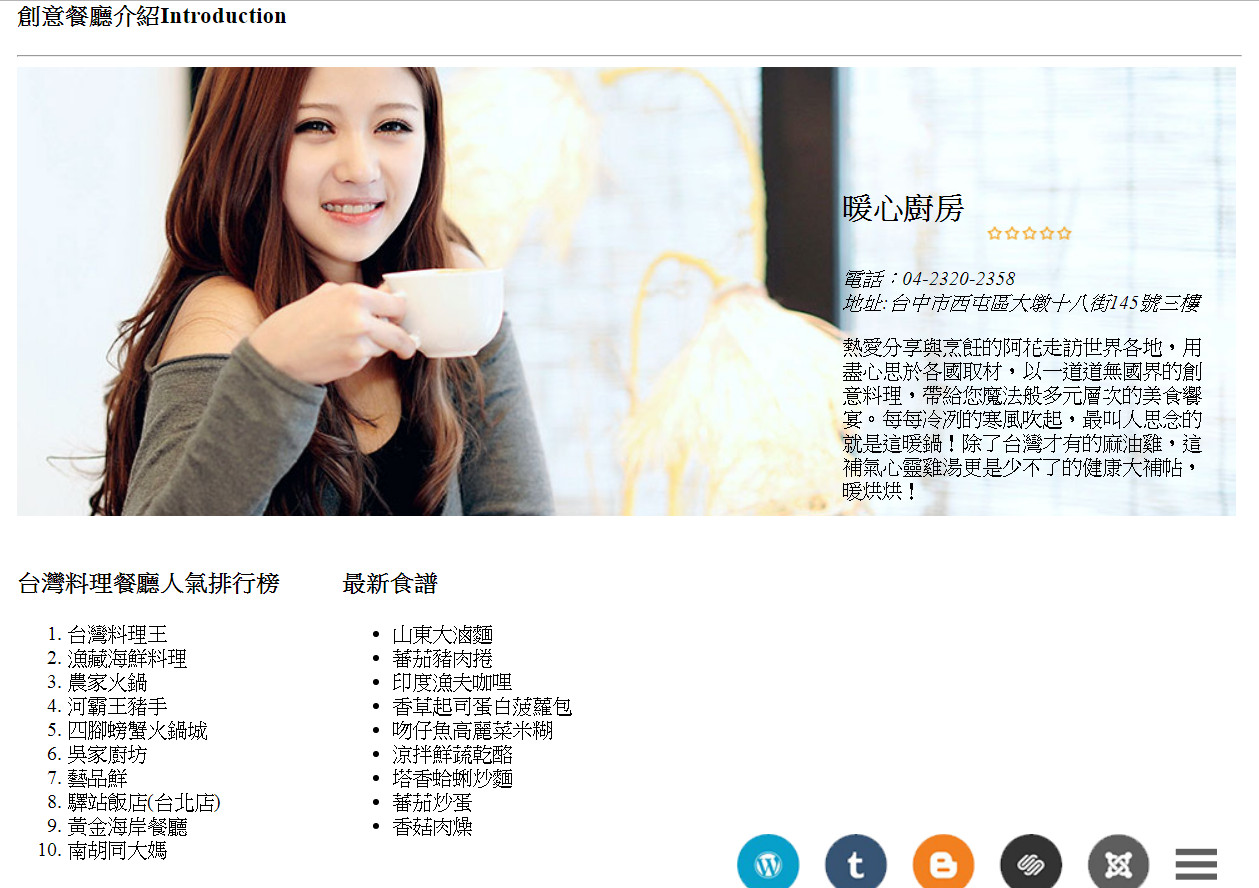 創意餐廳介紹Introduction
暖心廚房
電話：04-2320-2358
地址:台中市西屯區大墩十八街145號三樓
熱愛分享與烹飪的阿花走訪世界各地，用
盡心思於各國取材，以一道道無國界的創
意料理，帶給您魔法般多元層次的美食饗
宴。每每冷冽的寒風吹起，最叫人思念的
就是這暖鍋！除了台灣才有的麻油雞，這
補氣心靈雞湯更是少不了的健康大補帖，
暖烘烘！
台灣料理餐廳人氣排行榜
1. 台灣料理王
2. 漁藏海鮮料理
3. 農家火鍋
4. 河霸王豬手
5. 四腳螃蟹火鍋城
6. 吳家廚坊
7. 藝品鮮
8. 驛站飯店(台北店)
9. 黃金海岸餐廳
10. 南胡同大媽
最新食譜
• 山東大滷麵
• 蕃茄豬肉捲
• 印度漁夫咖哩
• 香草起司蛋白菠蘿包
• 吻仔魚高麗菜米糊
• 涼拌鮮蔬乾酪
• 塔香蛤蜊炒麵
• 蕃茄炒蛋
• 香菇肉燥